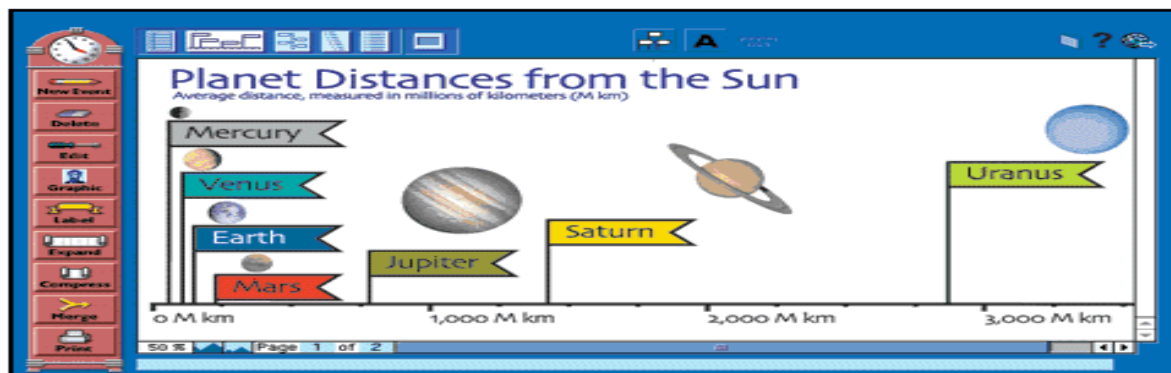 A ?
Planet Distances from the Sun
Average distance, measured in millions of kilometers (M km)
New Event
Delete
Edit
Graphic
Label
Expand
Compress
Merge
Print
Mercury
Venus
Earth
Mars
Jupiter
Saturn
Uranus
0 M km 1,000 M km 2,000 M km 3,000 M km
50 % Page 1 of 2